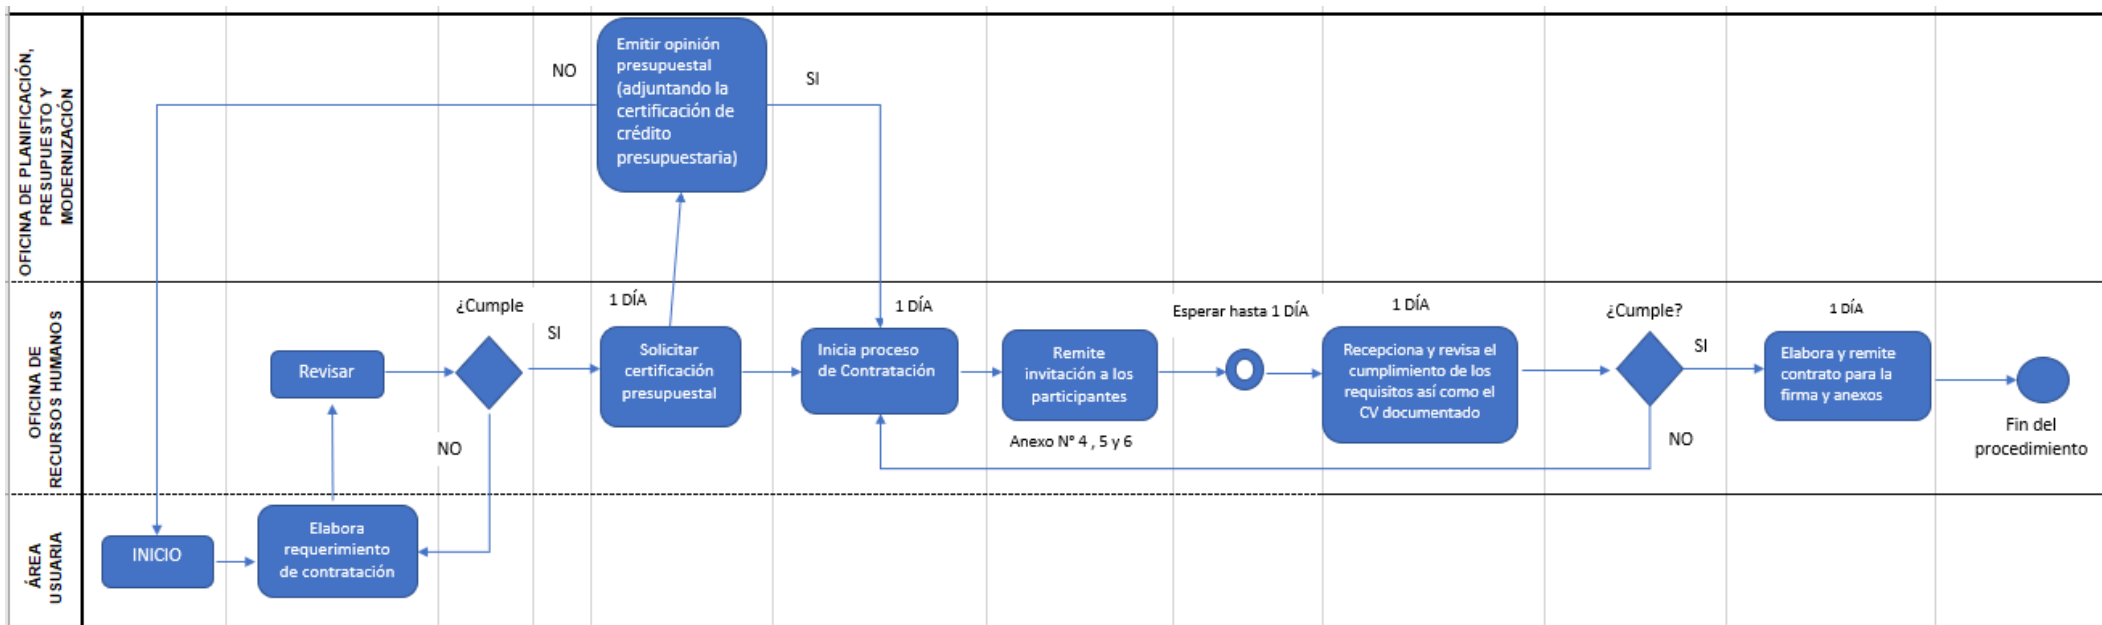 OFICINA DE PLANIFICACIÓN,
PRESUPUESTO Y
MODERNIZACIÓN
NO
Emitir opinión
presupuestal
(adjuntando la
certificación de
crédito
presupuestaria)
SI
OFICINA DE
RECURSOS HUMANOS
Revisar
¿Cumple
SI
NO
1 DÍA
Solicitar
certificación
presupuestal
1 DÍA
Inicia proceso
de Contratación
Remite
invitación a los
participantes
Anexo N° 4 , 5 y 6
Esperar hasta 1 DÍA
1 DÍA
Recepciona y revisa el
cumplimiento de los
requisitos así como el
CV documentado
¿Cumple?
SI
NO
1 DÍA
Elabora y remite
contrato para la
firma y anexos
Fin del
procedimiento
ÁREA
USUARIA
INICIO
Elabora
requerimiento
de contratación